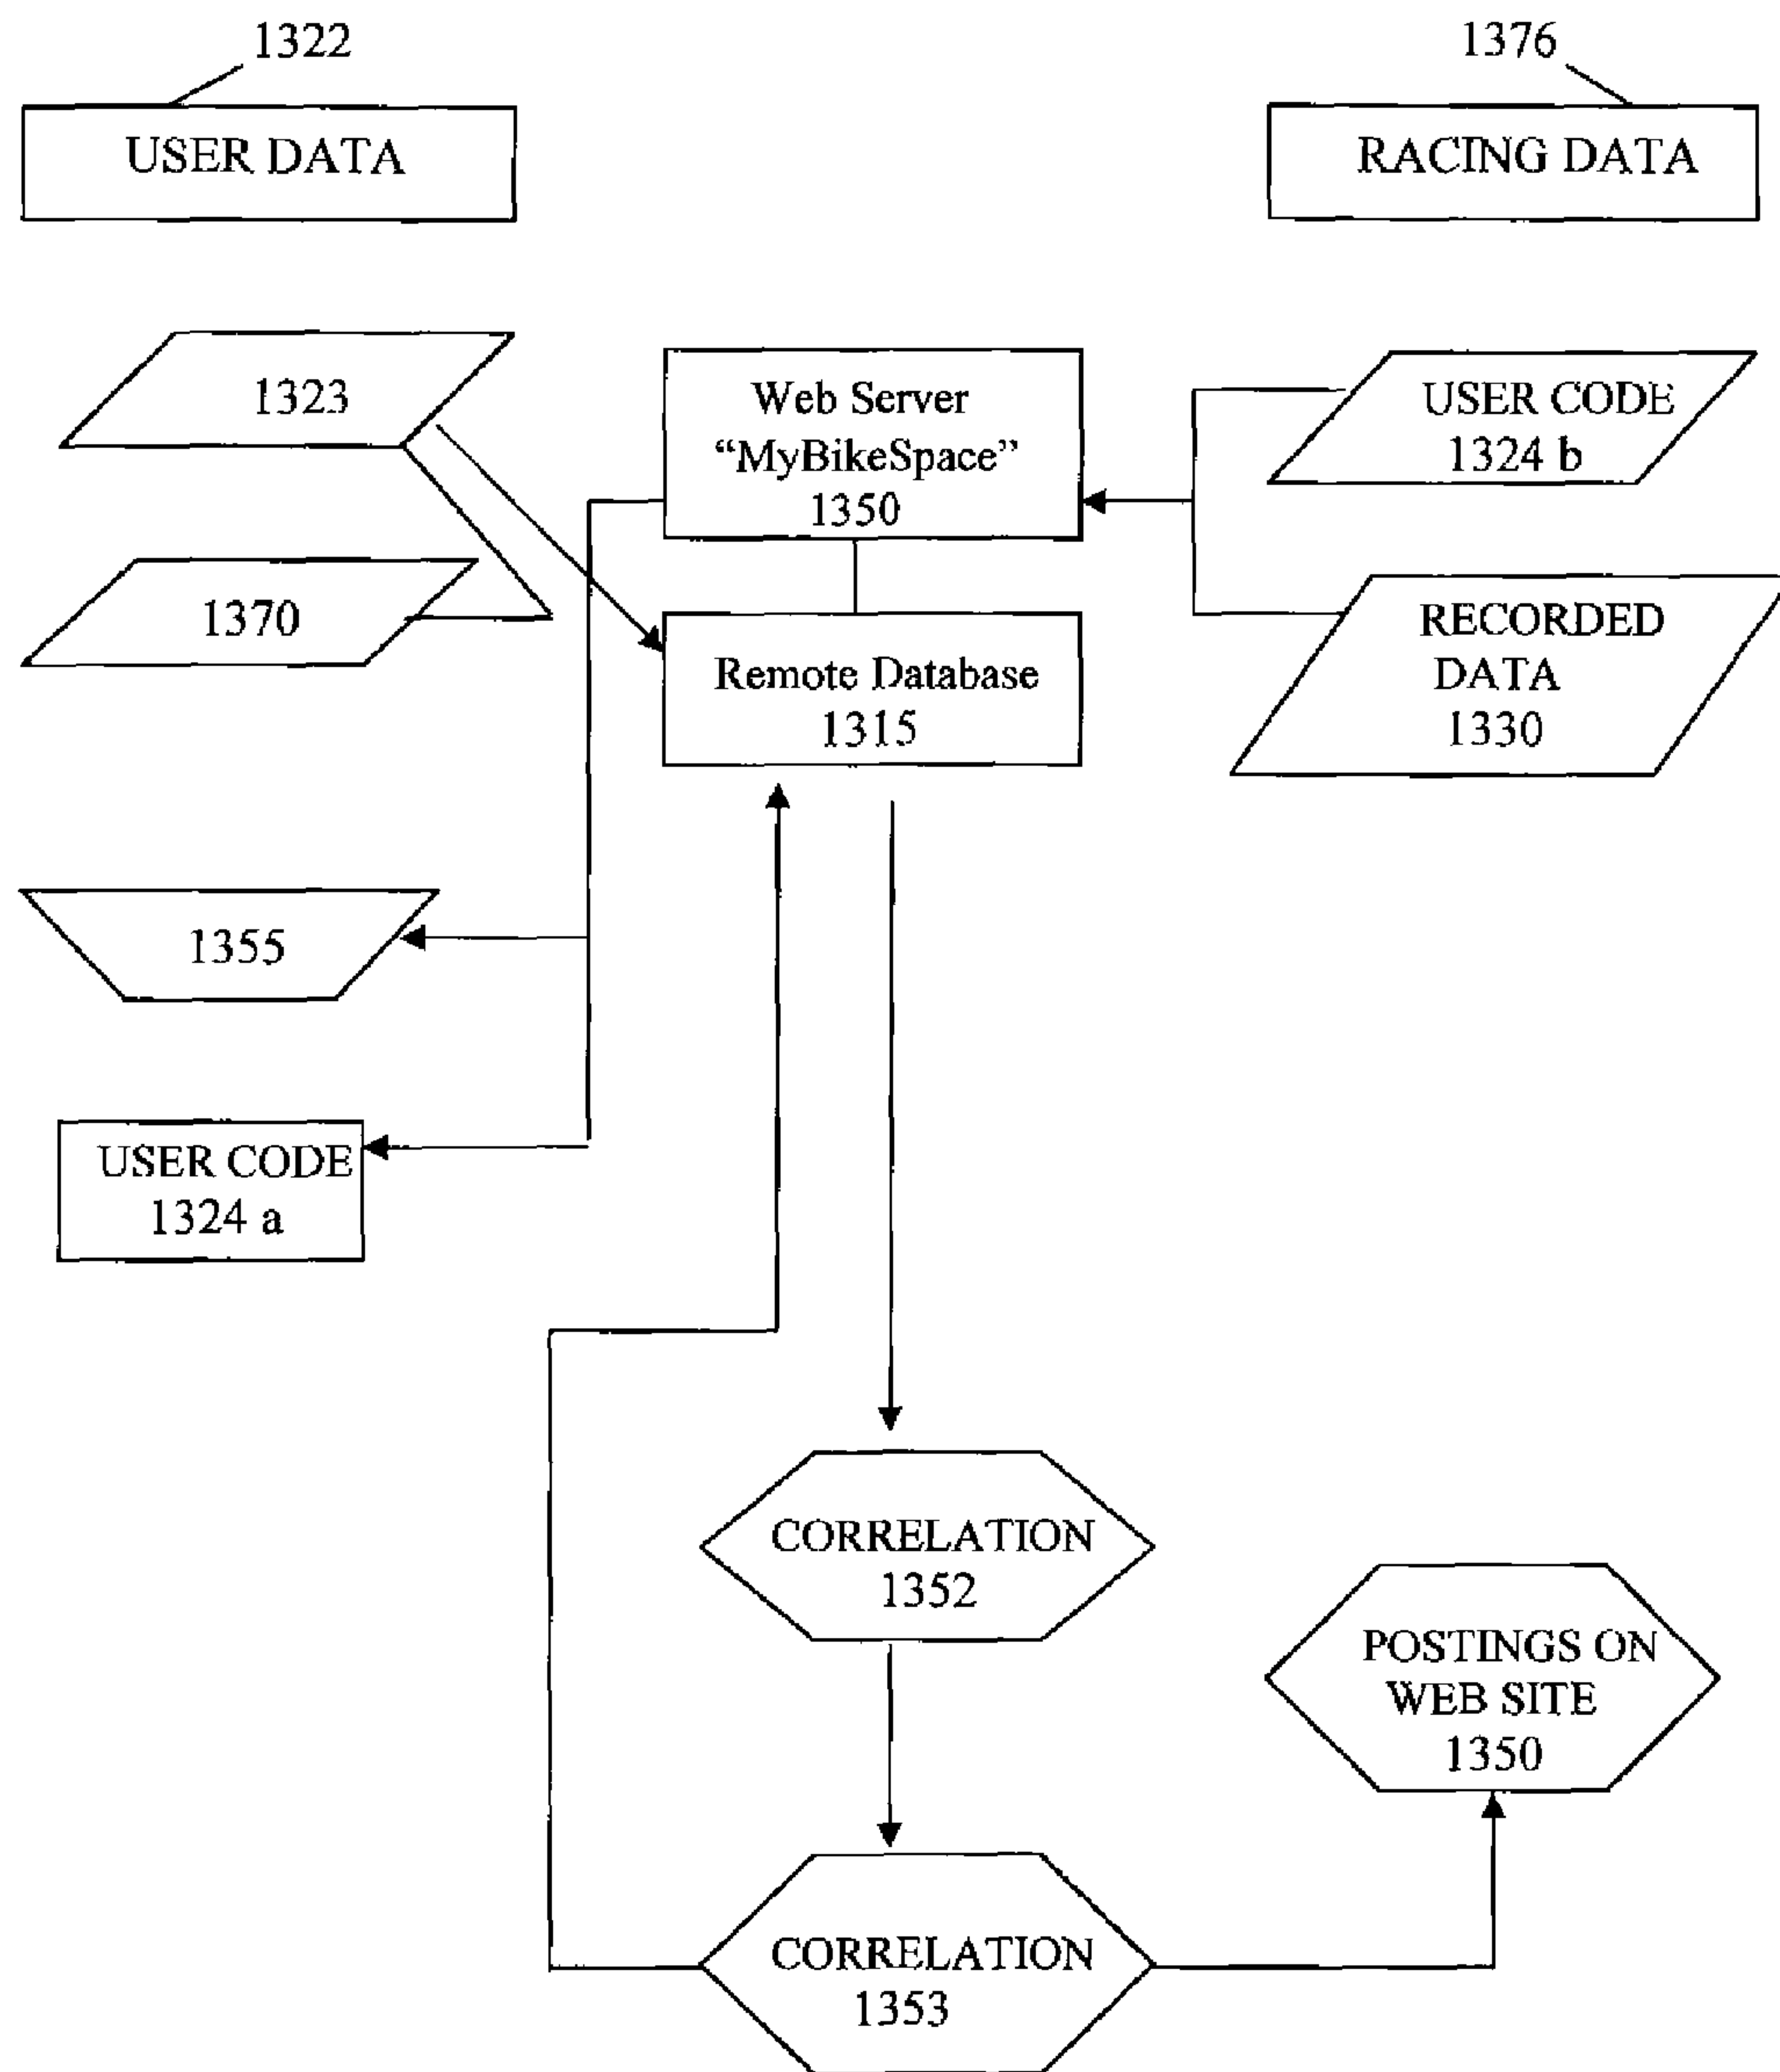 1322
1376
USER DATA
RACING DATA
1323
Web Server
“MyBikeSpace”
1350
USER CODE
1324 b
1370
Remote Database
1315
RECORDED
DATA
1330
1355
USER CODE
1324 a
CORRELATION
1352
POSTINGS ON
WEB SITE
1350
CORRELATION
1353